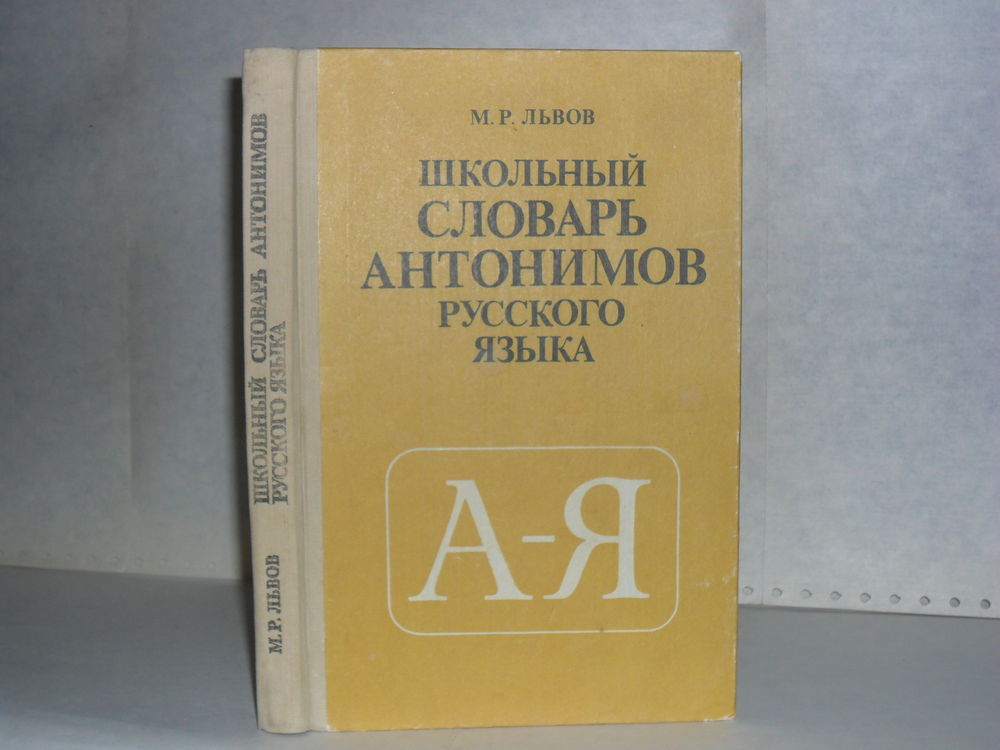 М. Р. ЛЬВОВ
ШКОЛЬНЫЙ
СЛОВАРЬ
АНТОНИМОВ
РУССКОГО
ЯЗЫКА
А-Я
М. Р. ЛЬВОВ
ШКОЛЬНЫЙ СЛОВАРЬ АНТОНИМОВ
РУССКОГО ЯЗЫКА